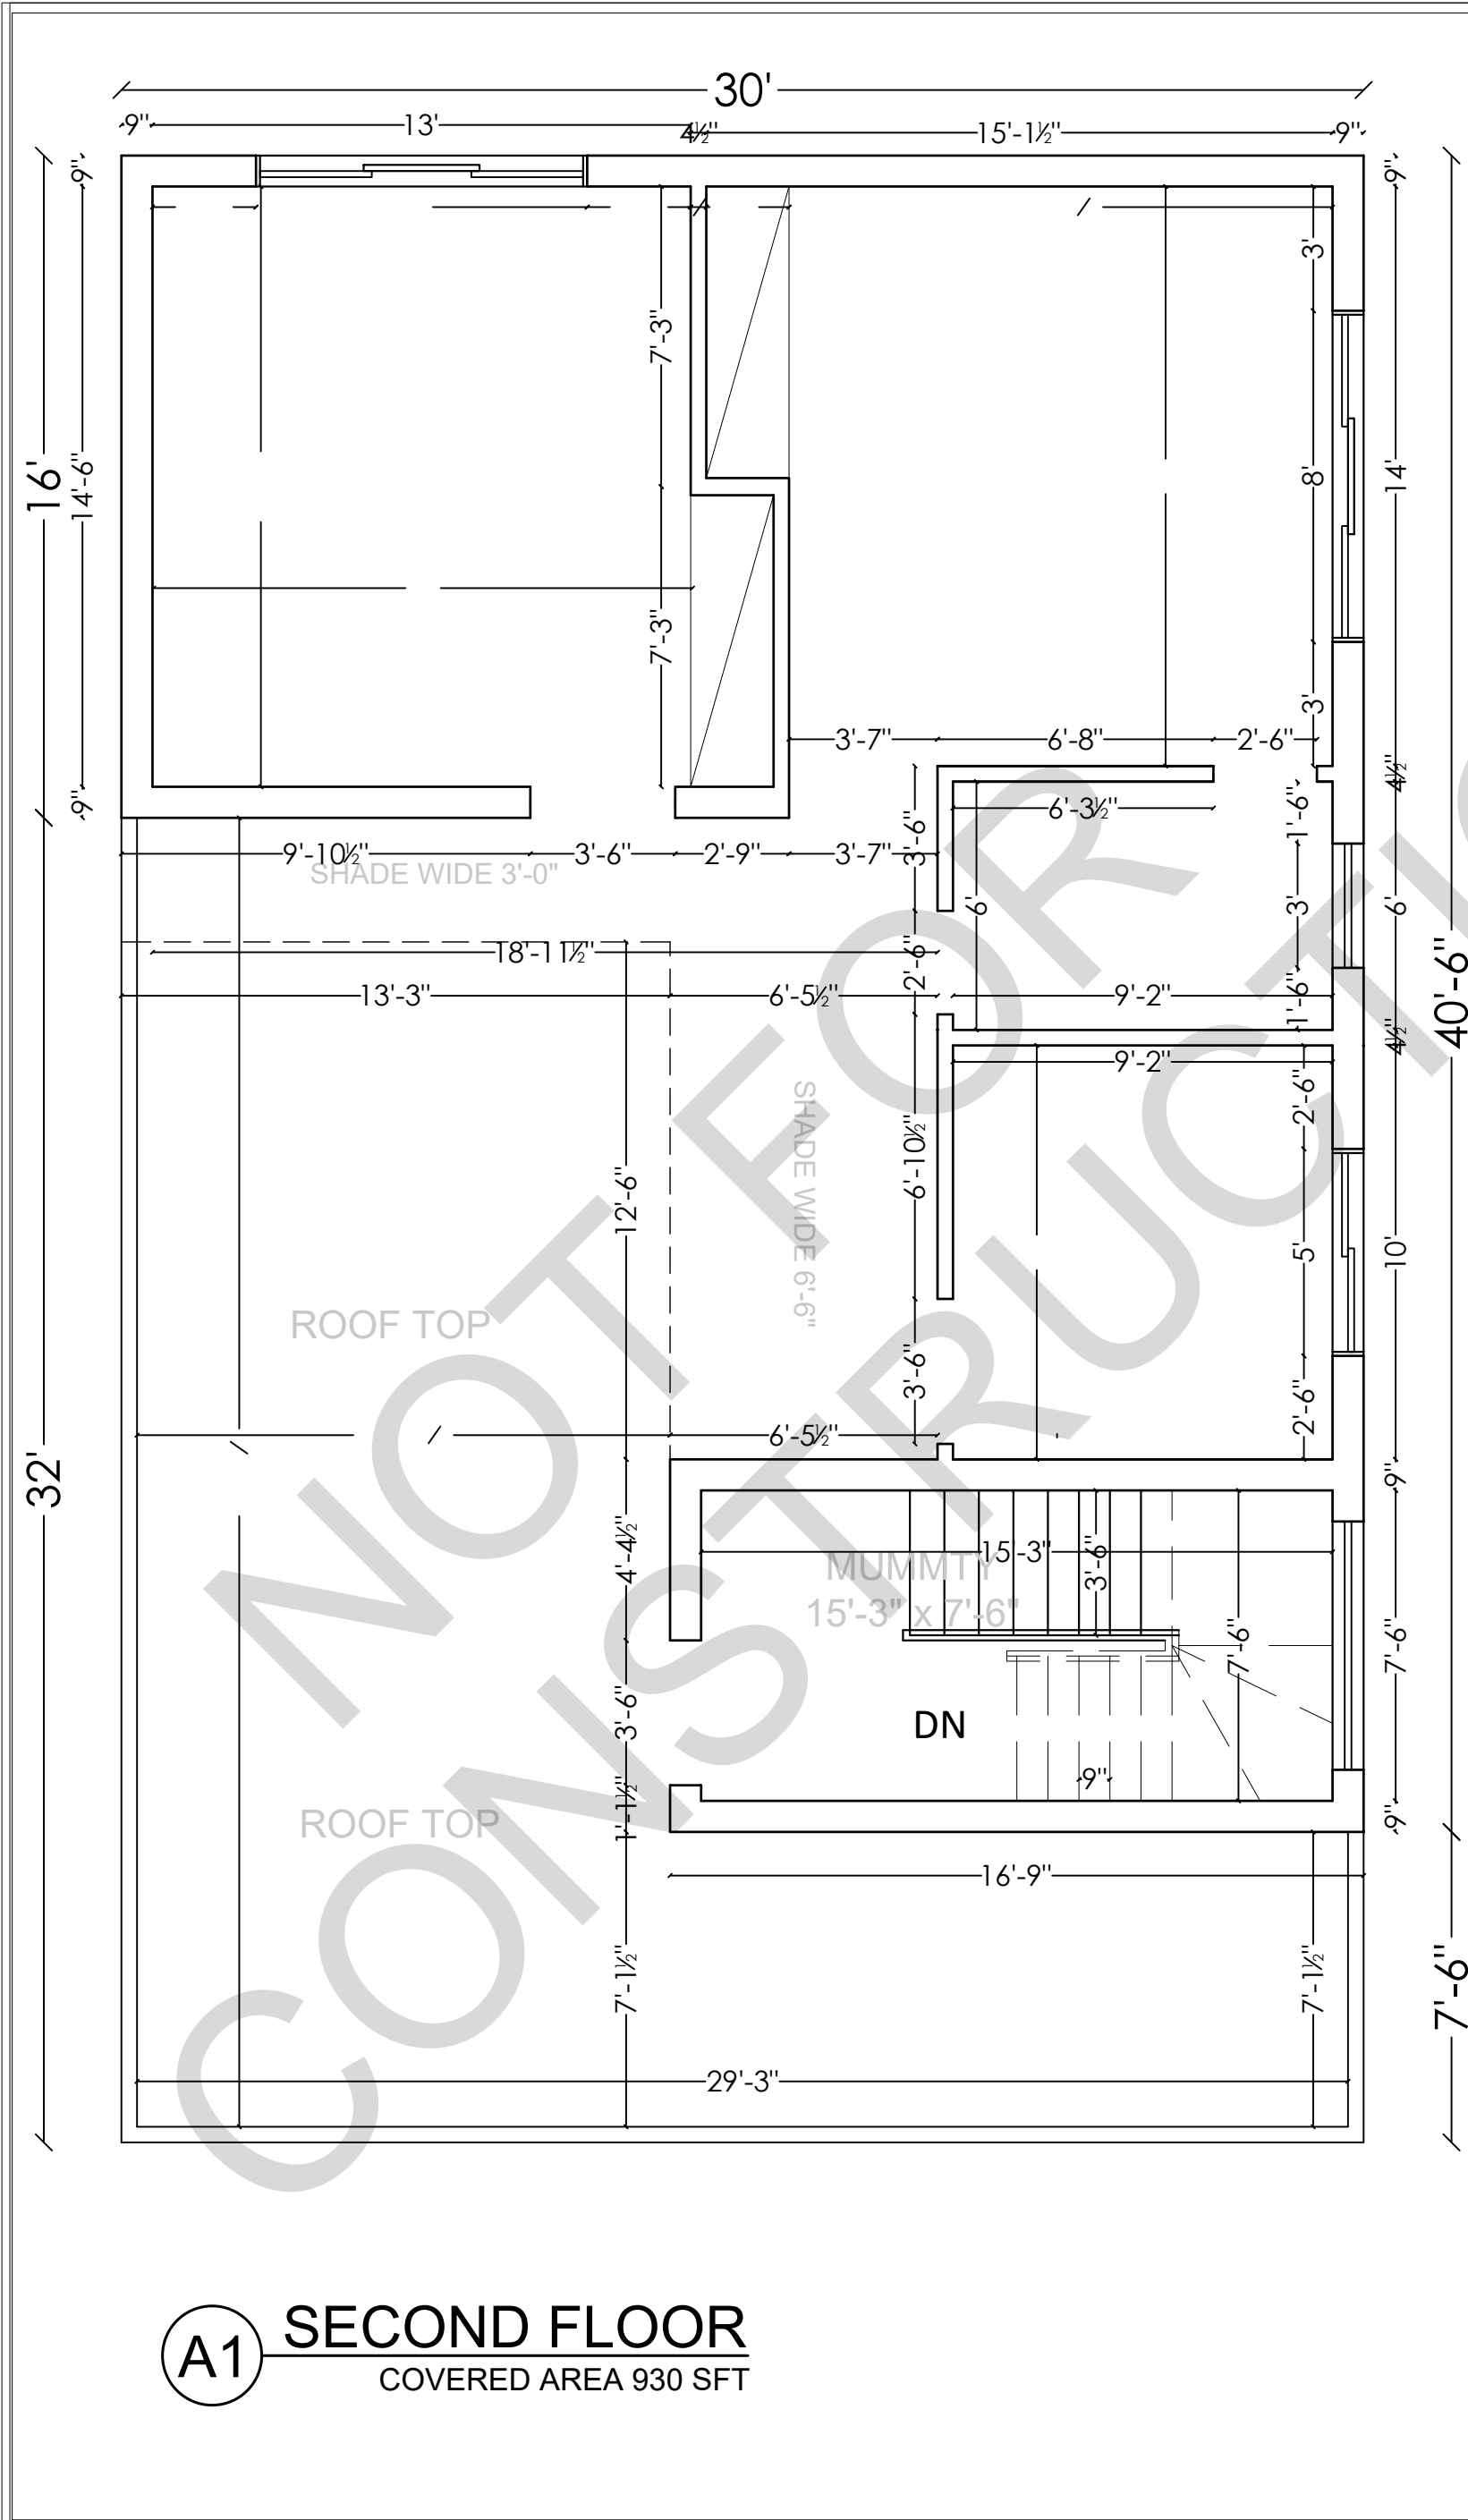 30'
9" 13' 4½" 15'-1½" 9"
9" 9"
3'
7'-3"
16' 14'-6" 8' 14'
7'-3"
3'
3'-7" 6'-8" 2'-6"
9" 4½"
6'-3½" 1'-6"
9'-10½" 3'-6" 2'-9" 3'-7" 3'-6"
SHADE WIDE 3'-0"
6' 3' 6'
18'-11½" 2'-6"
13'-3" 6'-5½" 9'-2" 1'-6"
40'-6"
4½"
9'-2"
2'-6"
SHADE WIDE 6'-6"
6'-10½"
12'-6"
5' 10'
ROOF TOP
3'-6"
2'-6"
6'-5½"
32' 9"
4'-4½" 15'-3" 3'-6"
MUMMTY
15'-3" x 7'-6"
7'-6" 7'-6"
3'-6"
DN
9"
1'-1½" 9"
ROOF TOP
16'-9"
7'-1½" 7'-1½"
7'-6"
29'-3"
NOT FOR
A1
SECOND FLOOR
COVERED AREA 930 SFT